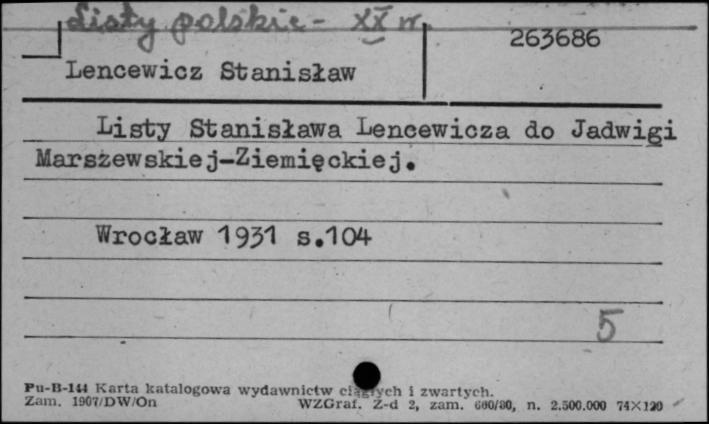 Listy polskie - XX w.
263686
Lencewicz Stanisław
Listy Stanisława Lencewicza do Jadwigi
Marszewskiej-Ziemięckiej.
Wrocław 1931 s.104
5
Pu-B-144 Karta katalogowa wydawnictw ciągłych i zwartych.
Zam. 1907/DW/On WZGraf. Z-d 2, zam. 660/80, n. 2.500.000 74×120